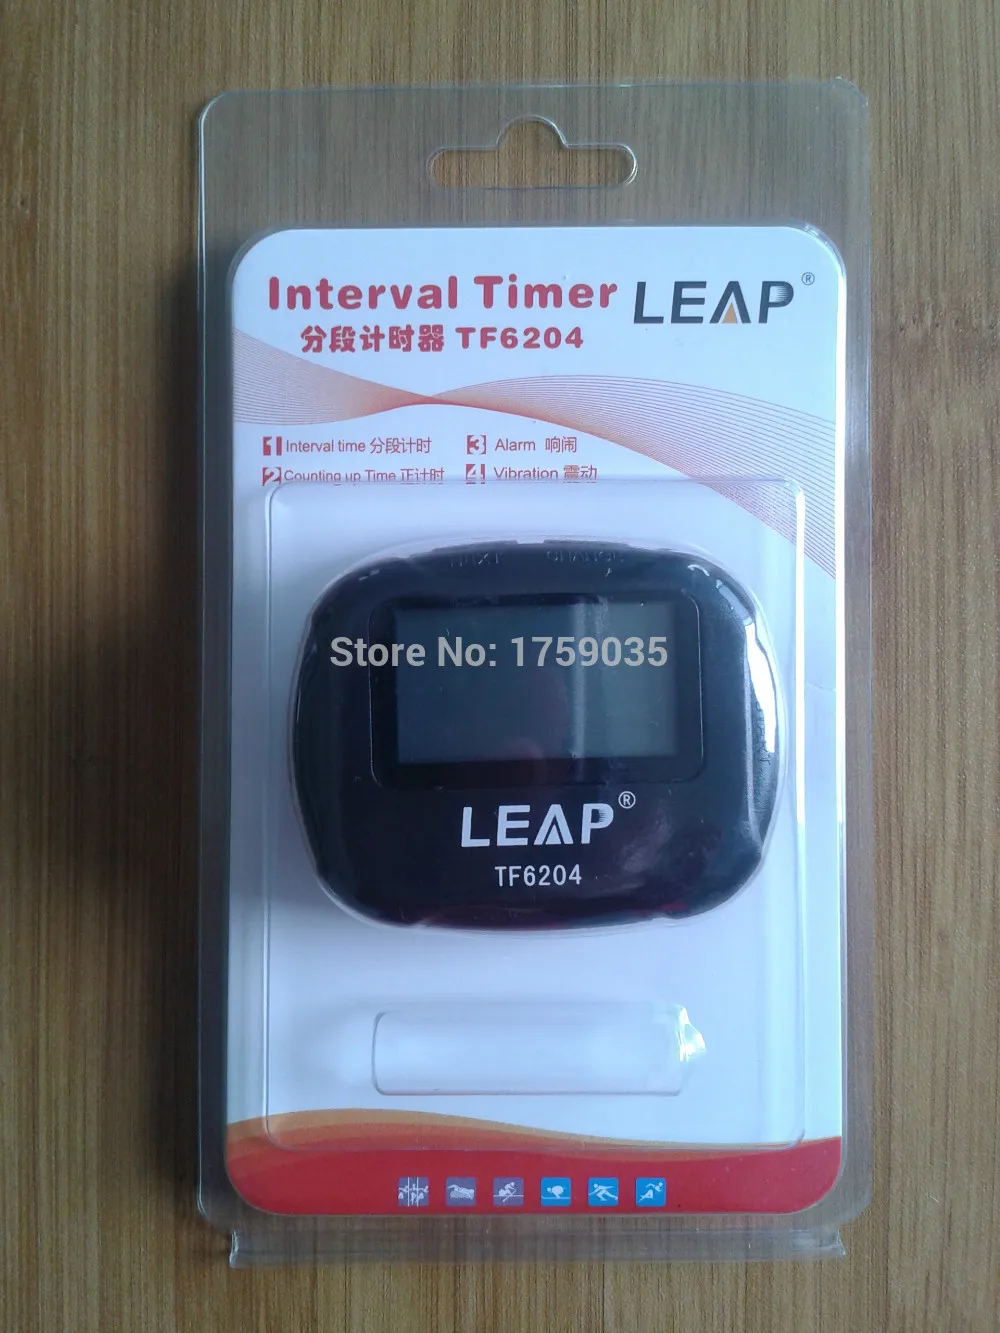 Interval Timer LEAP®
分段计时器 TF6204
1 Interval time 分段计时 3 Alarm 响闹
2 Counting up Time 正计时 4 Vibration 震动
Store No: 1759035
LEAP®
TF6204